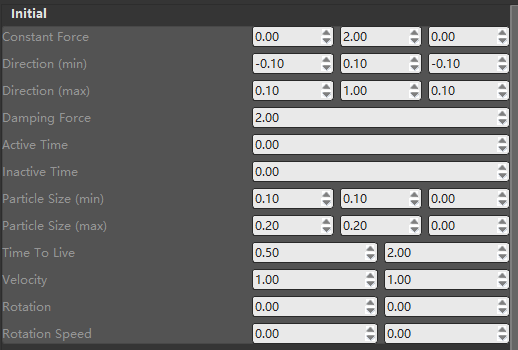 Initial
Constant Force 0.00 2.00 0.00
Direction (min) -0.10 0.10 -0.10
Direction (max) 0.10 1.00 0.10
Damping Force 2.00
Active Time 0.00
Inactive Time 0.00
Particle Size (min) 0.10 0.10 0.00
Particle Size (max) 0.20 0.20 0.00
Time To Live 0.50 2.00
Velocity 1.00 1.00
Rotation 0.00 0.00
Rotation Speed 0.00 0.00